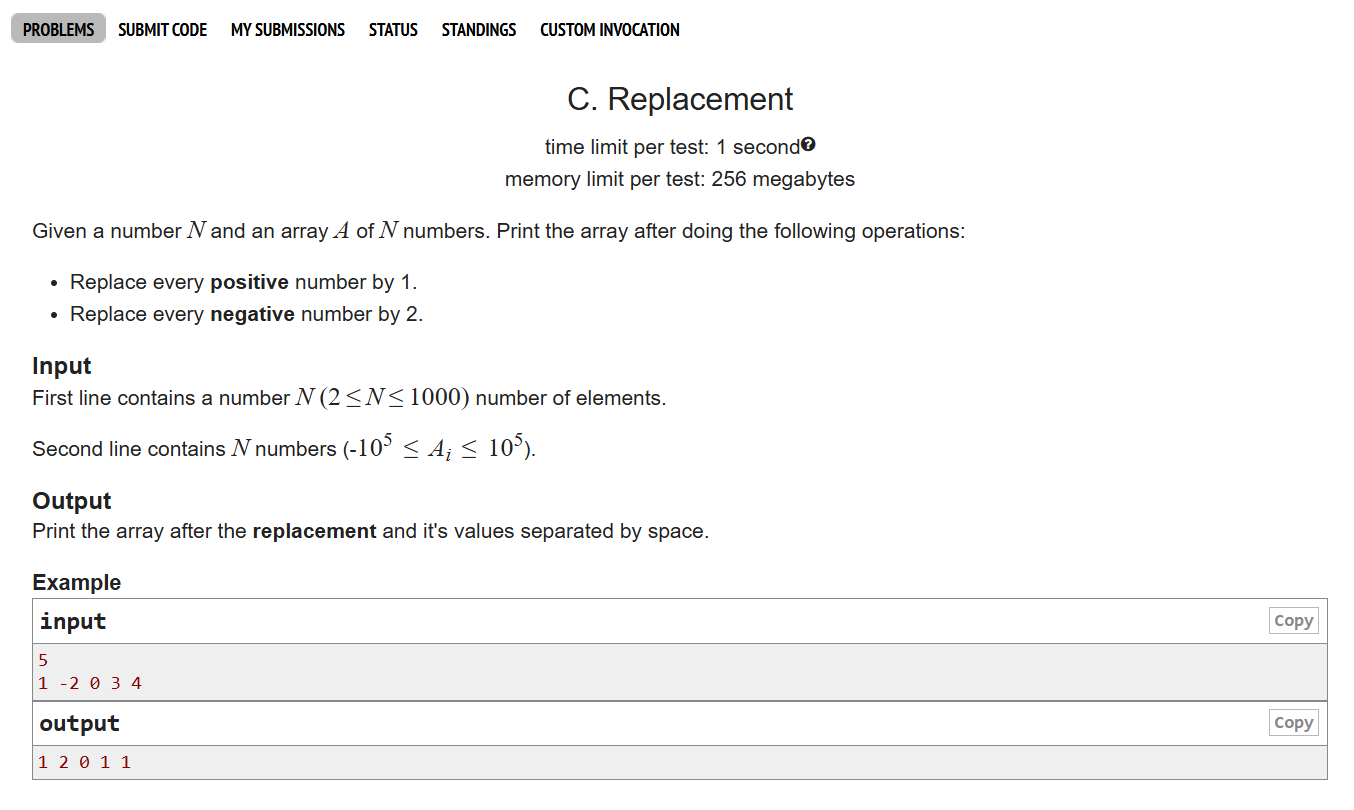 PROBLEMS SUBMIT CODE MY SUBMISSIONS STATUS STANDINGS CUSTOM INVOCATION
C. Replacement
time limit per test: 1 second?
memory limit per test: 256 megabytes
Given a number N and an array A of N numbers. Print the array after doing the following operations:
• Replace every positive number by 1.
• Replace every negative number by 2.
Input
First line contains a number N (2 ≤ N ≤ 1000) number of elements.
Second line contains N numbers (-10^5 ≤ A_i ≤ 10^5).
Output
Print the array after the replacement and it's values separated by space.
Example
input Copy
5
1 -2 0 3 4
output Copy
1 2 0 1 1